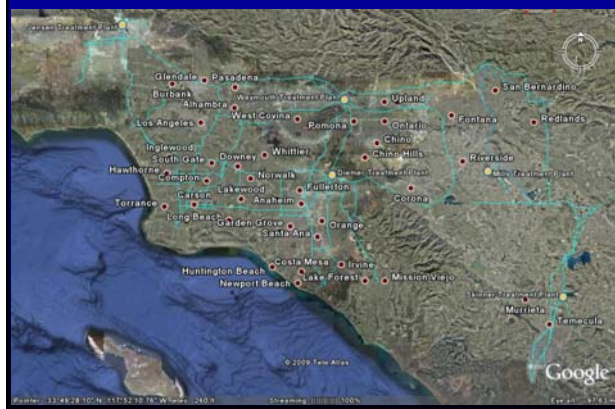 Jensen Treatment Plant
Glendale
Pasadena
San Bernardino
Burbank
Weymouth Treatment Plant
Upland
Alhambra
West Covina
Fontana
Redlands
Los Angeles
Pomona
Ontario
Chino
Inglewood
Whittier
Chino Hills
Riverside
South Gate
Downey
Hawthorne
Norwalk
Diemer Treatment Plant
Mills Treatment Plant
Compton
Fullerton
Lakewood
Corona
Carson
Anaheim
Torrance
Long Beach
Garden Grove
Orange
Santa Ana
Costa Mesa
Irvine
Huntington Beach
Lake Forest
Mission Viejo
Newport Beach
Skinner Treatment Plant
Murrieta
Temecula
© 2009 Tele Atlas
Google
Streaming 100%